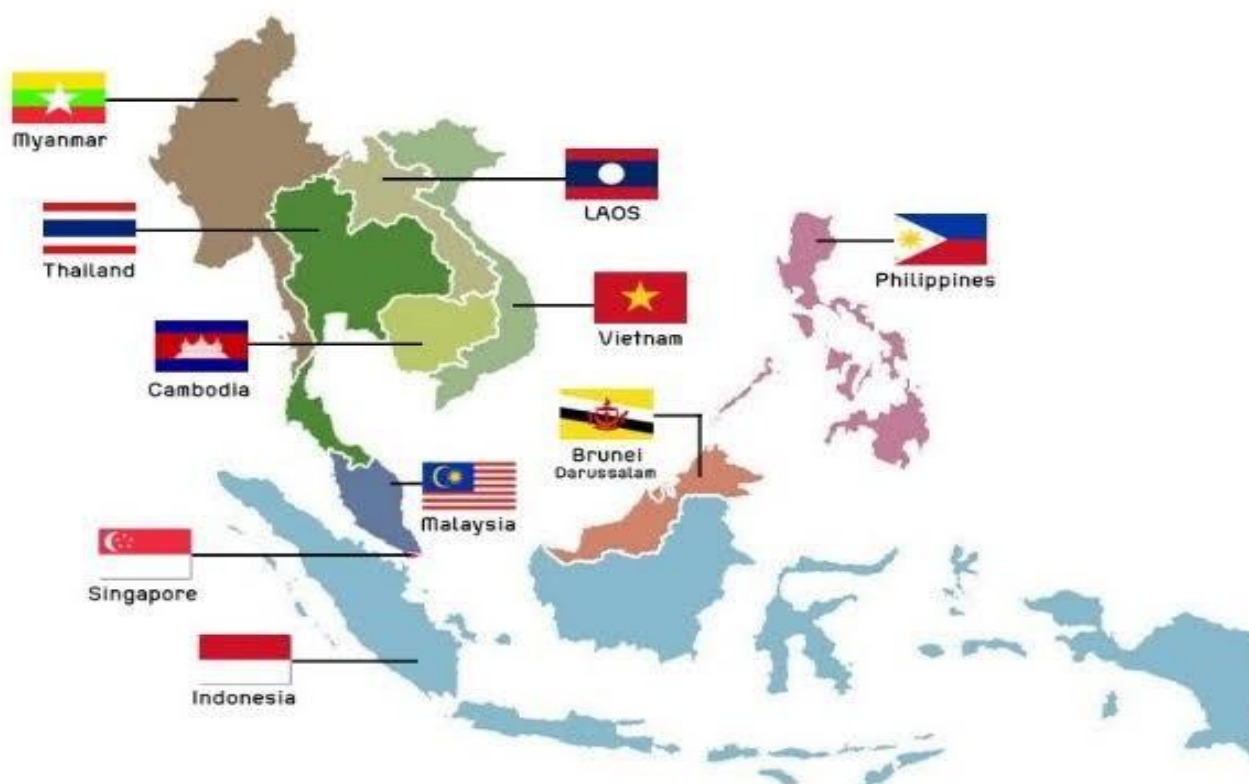 Myanmar
LAOS
Thailand
Philippines
Vietnam
Cambodia
Brunei
Darussalam
Malaysia
Singapore
Indonesia